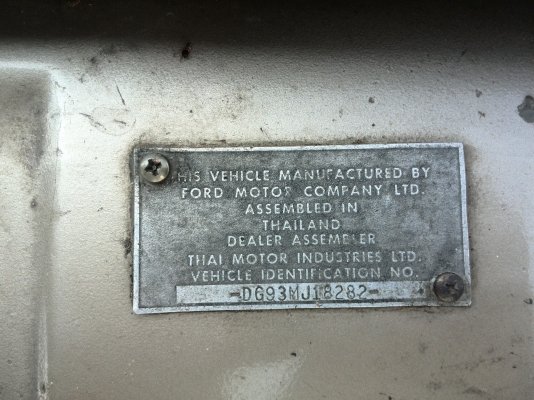 HIS VEHICLE MANUFACTURED BY
FORD MOTOR COMPANY LTD.
ASSEMBLED IN
THAILAND
DEALER ASSEMBLER
THAI MOTOR INDUSTRIES LTD.
VEHICLE IDENTIFICATION NO.
-DG93MJ18282-